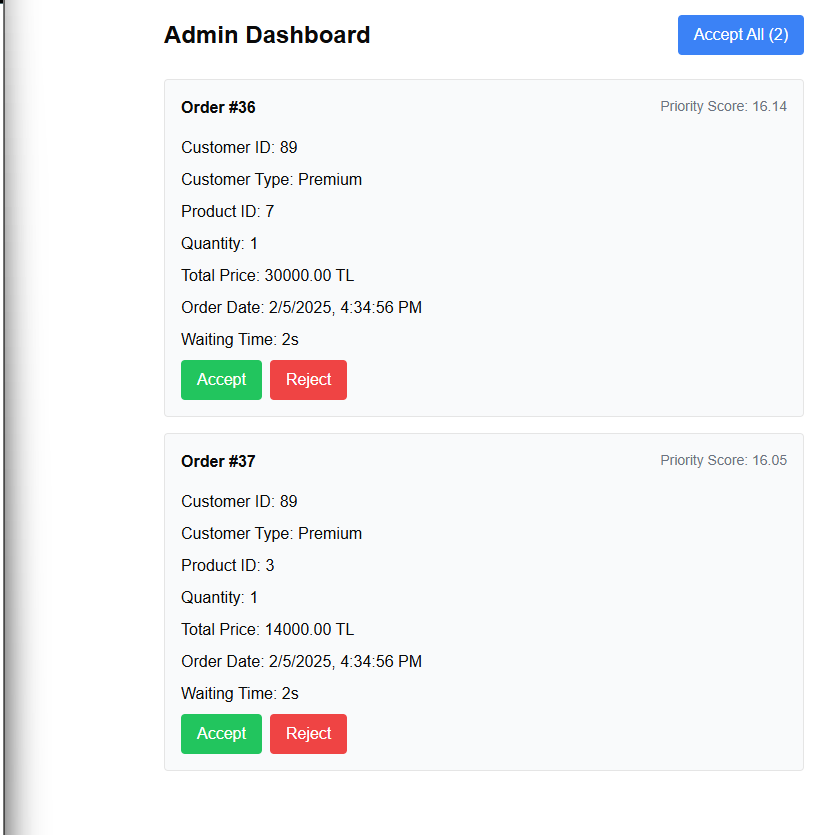 Admin Dashboard
Accept All (2)
Order #36
Priority Score: 16.14
Customer ID: 89
Customer Type: Premium
Product ID: 7
Quantity: 1
Total Price: 30000.00 TL
Order Date: 2/5/2025, 4:34:56 PM
Waiting Time: 2s
Accept
Reject
Order #37
Priority Score: 16.05
Customer ID: 89
Customer Type: Premium
Product ID: 3
Quantity: 1
Total Price: 14000.00 TL
Order Date: 2/5/2025, 4:34:56 PM
Waiting Time: 2s
Accept
Reject